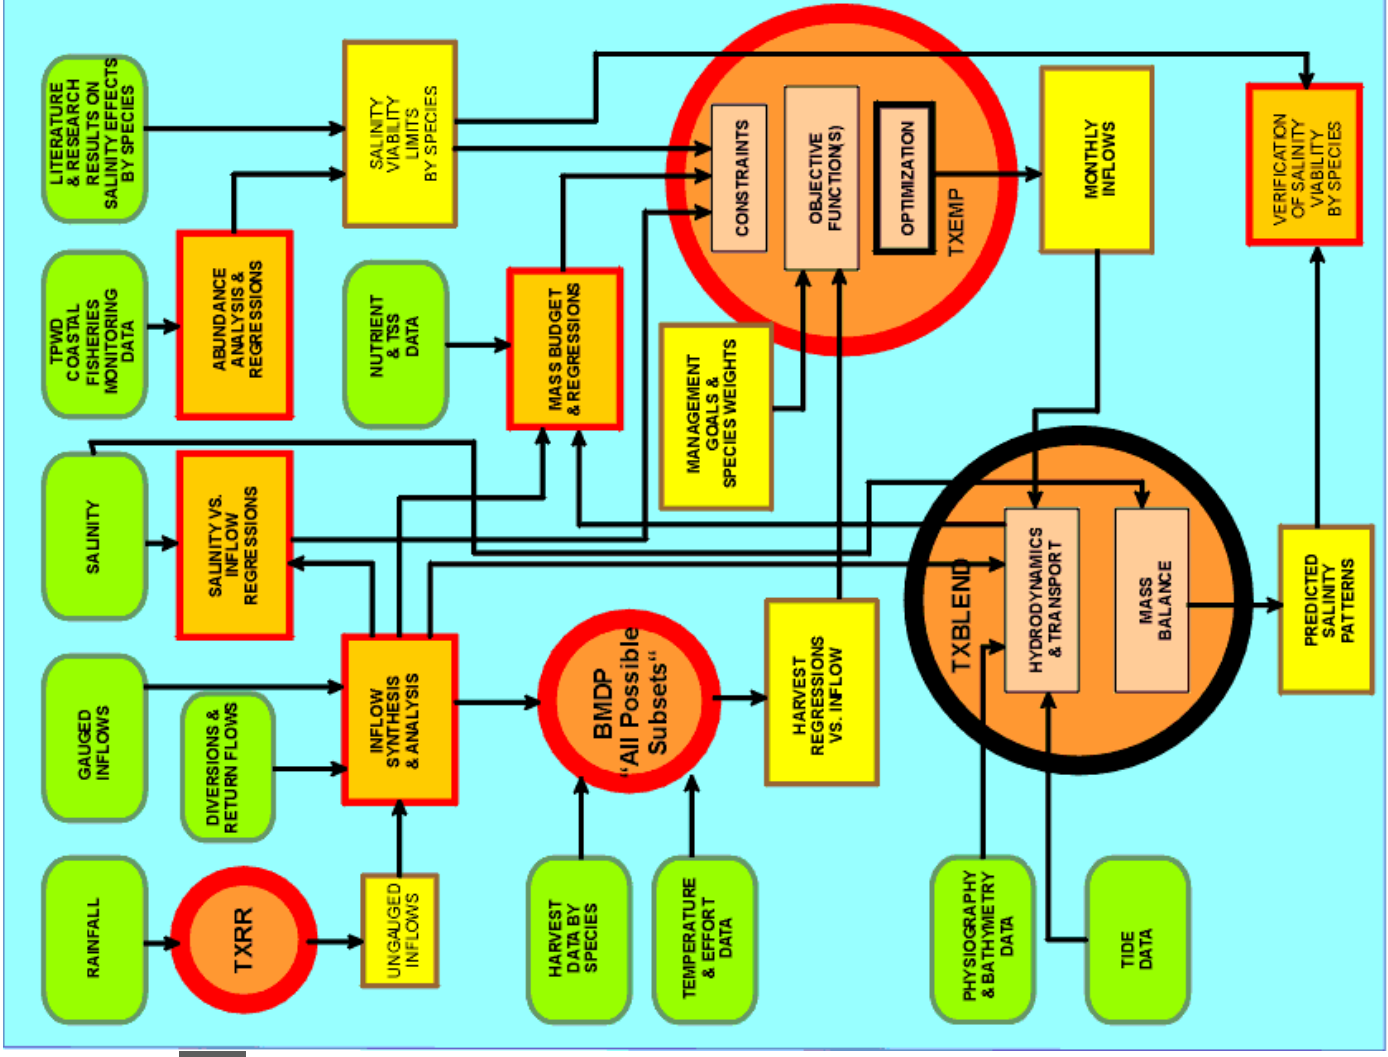 RAINFALL
GAUGED
INFLOWS
SALINITY
TPWD
COASTAL
FISHERIES
MONITORING
DATA
LITERATURE
& RESEARCH
RESULTS ON
SALINITY EFFECTS
BY SPECIES
TXRR
DIVERSIONS &
RETURN FLOWS
SALINITY VS.
INFLOW
REGRESSIONS
ABUNDANCE
ANALYSIS &
REGRESSIONS
UNGAUGED
INFLOWS
INFLOW
SYNTHESIS
& ANALYSIS
NUTRIENT
& TSS
DATA
SALINITY
VIABILITY
LIMITS
BY SPECIES
HARVEST
DATA BY
SPECIES
BMDP
“All Possible
Subsets“
MASS BUDGET
& REGRESSIONS
TEMPERATURE
& EFFORT
DATA
HARVEST
REGRESSIONS
VS. INFLOW
MANAGEMENT
GOALS &
SPECIES WEIGHTS
CONSTRAINTS
OBJECTIVE
FUNCTION(S)
OPTIMIZATION
TXEMP
PHYSIOGRAPHY
& BATHYMETRY
DATA
TXBLEND
HYDRODYNAMICS
& TRANSPORT
MONTHLY
INFLOWS
TIDE
DATA
MASS
BALANCE
PREDICTED
SALINITY
PATTERNS
VERIFICATION
OF SALINITY
VIABILITY
BY SPECIES